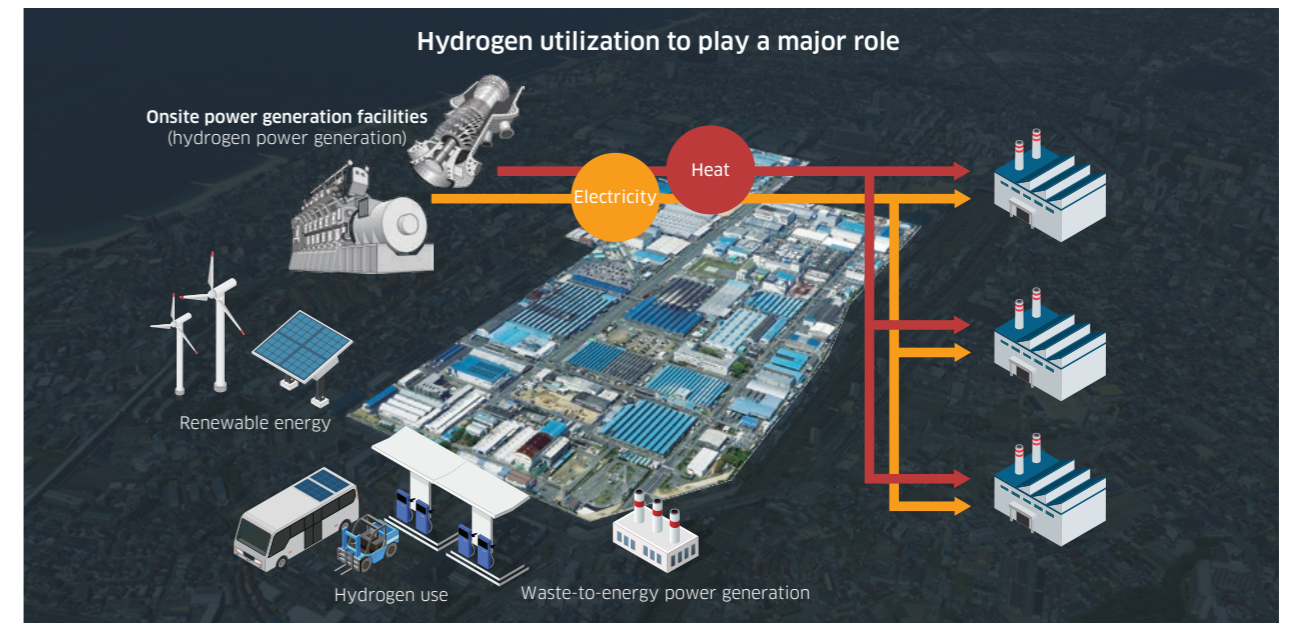 Hydrogen utilization to play a major role
Onsite power generation facilities
(hydrogen power generation)
Heat
Electricity
Renewable energy
Hydrogen use
Waste-to-energy power generation